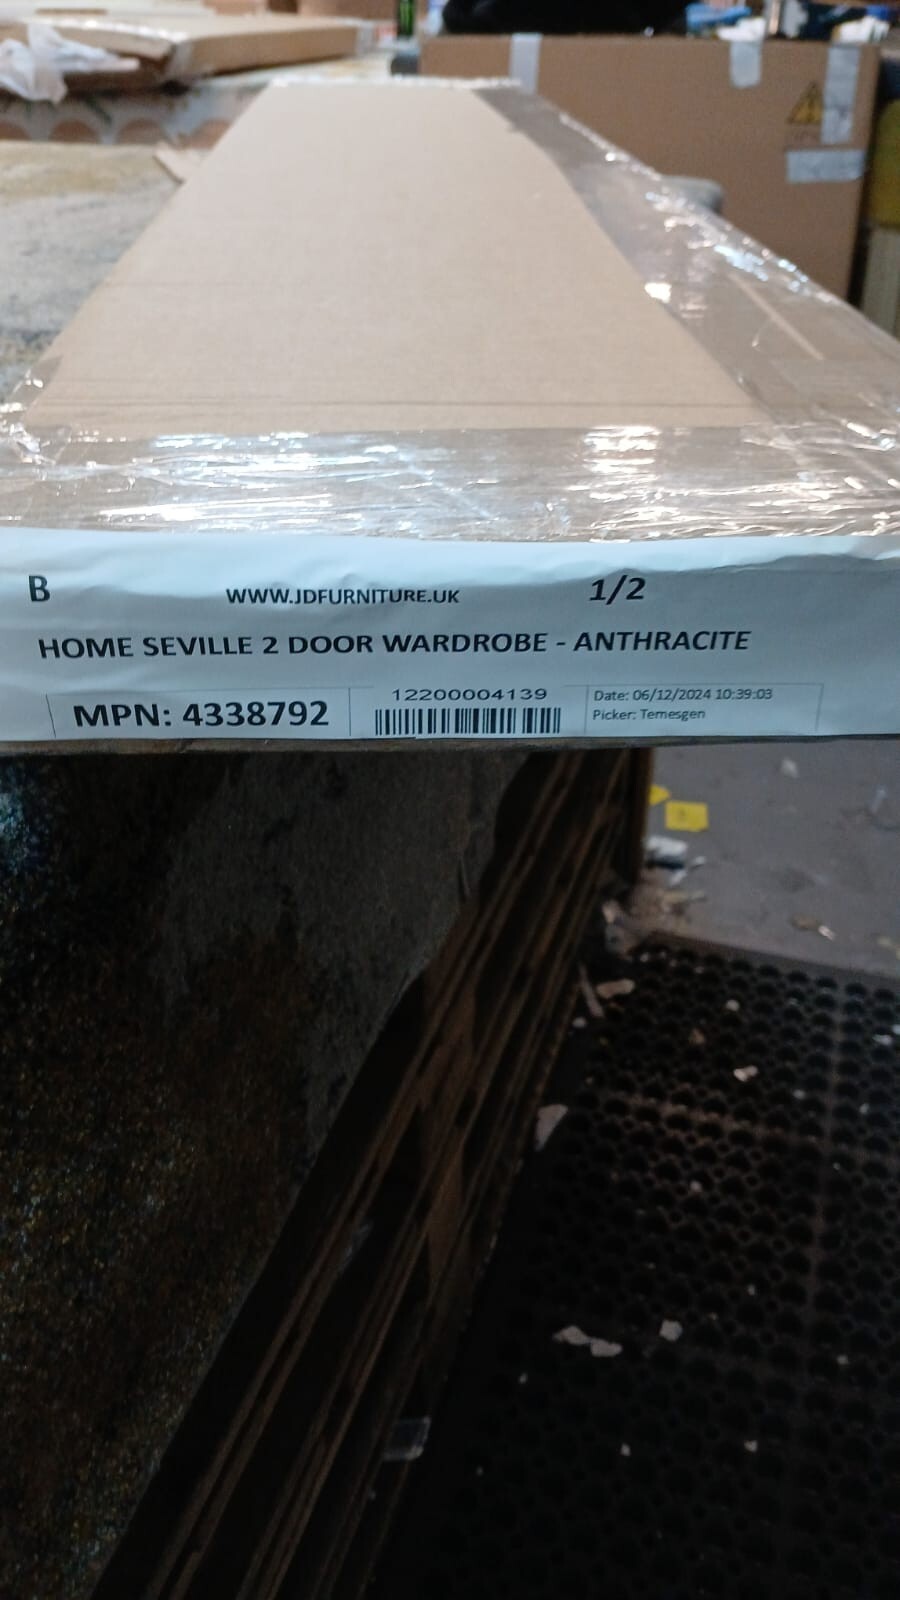 B WWW.JDFURNITURE.UK 1/2
HOME SEVILLE 2 DOOR WARDROBE - ANTHRACITE
MPN: 4338792
12200004139
Date: 06/12/2024 10:39:03
Picker: Temesgen